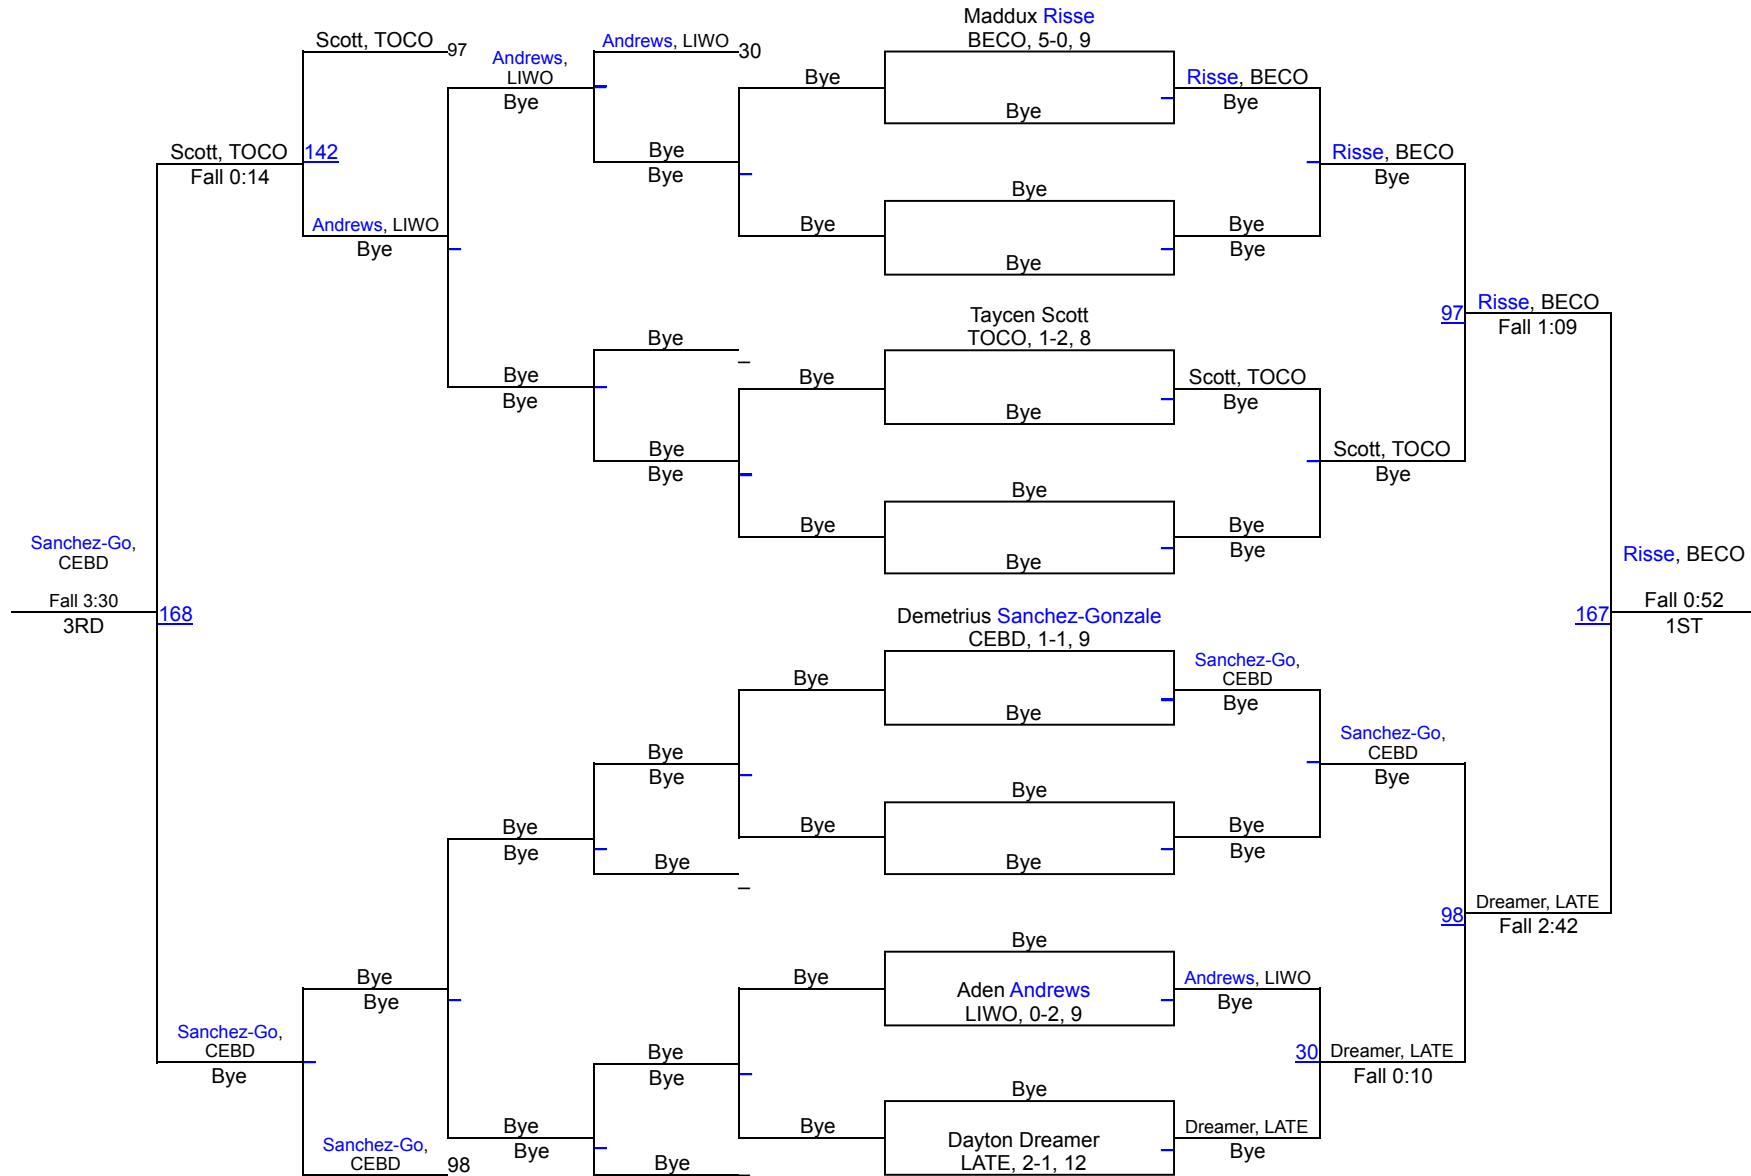 Maddux Risse
BECO, 5-0, 9
Scott, TOCO
97
Andrews, LIWO
30
Andrews,
LIWO
Bye
Bye
Risse, BECO
Bye
Bye
Scott, TOCO
Fall 0:14
142
Bye
Bye
Risse, BECO
Bye
Bye
Andrews, LIWO
Bye
Bye
Bye
Bye
Bye
Taycen Scott
TOCO, 1-2, 8
97
Risse, BECO
Fall 1:09
Bye
_
Bye
Bye
Bye
Scott, TOCO
Bye
Bye
Bye
Bye
Scott, TOCO
Bye
Bye
Bye
Bye
Bye
Bye
Sanchez-Go,
CEBD
Fall 3:30
3RD
168
Risse, BECO
Fall 0:52
1ST
167
Demetrius Sanchez-Gonzale
CEBD, 1-1, 9
Bye
Sanchez-Go,
CEBD
Bye
Bye
Bye
Bye
Sanchez-Go,
CEBD
Bye
Bye
Bye
Bye
Bye
Bye
Bye
Bye
Bye
_
98
Dreamer, LATE
Fall 2:42
Bye
Bye
Bye
Bye
Aden Andrews
LIWO, 0-2, 9
Andrews, LIWO
Bye
Sanchez-Go,
CEBD
Bye
Bye
Bye
30
Dreamer, LATE
Fall 0:10
Bye
Bye
Bye
Bye
Dayton Dreamer
LATE, 2-1, 12
Dreamer, LATE
Bye
Sanchez-Go,
CEBD
98
Bye
_